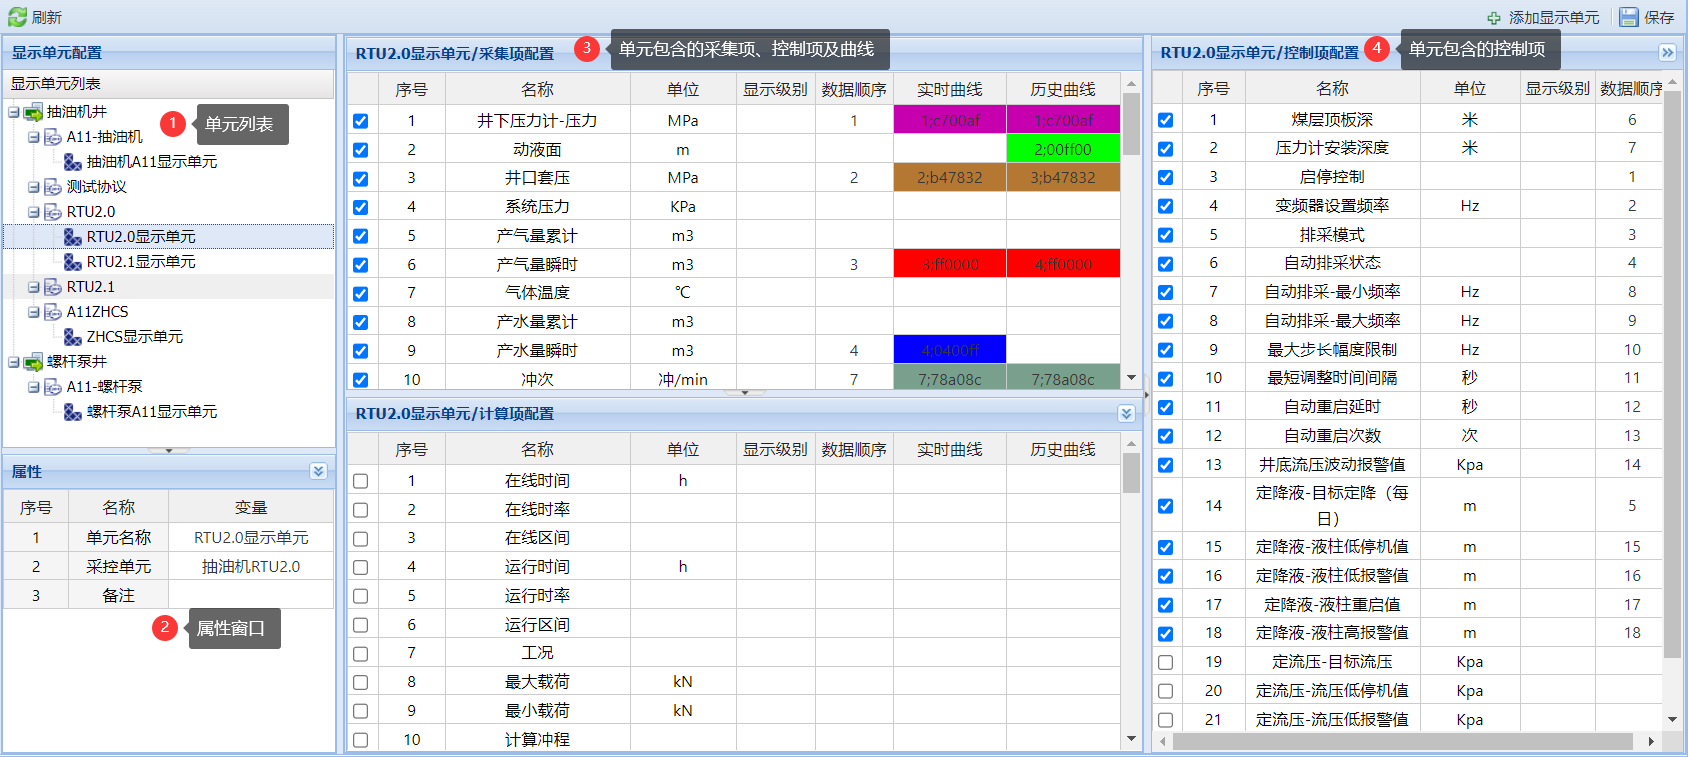 刷新
添加显示单元
保存
显示单元配置
显示单元列表
抽油机井
A11-抽油机
抽油机A11显示单元
测试协议
RTU2.0
RTU2.0显示单元
RTU2.1显示单元
RTU2.1
A11ZHCS
ZHCS显示单元
螺杆泵井
A11-螺杆泵
螺杆泵A11显示单元
1 单元列表
属性
序号 名称 变量
1 单元名称 RTU2.0显示单元
2 采控单元 抽油机RTU2.0
3 备注
2 属性窗口
RTU2.0显示单元/采集项配置
3 单元包含的采集项、控制项及曲线
序号 名称 单位 显示级别 数据顺序 实时曲线 历史曲线
1 井下压力计-压力 MPa 1 1;c700af 1;c700af
2 动液面 m 2;00ff00
3 井口套压 MPa 2 2;b47832 3;b47832
4 系统压力 KPa
5 产气量累计 m3
6 产气量瞬时 m3 3 3;ff0000 4;ff0000
7 气体温度 ℃
8 产水量累计 m3
9 产水量瞬时 m3 4 4;0400ff
10 冲次 冲/min 7 7;78a08c 7;78a08c
RTU2.0显示单元/计算项配置
序号 名称 单位 显示级别 数据顺序 实时曲线 历史曲线
1 在线时间 h
2 在线时率
3 在线区间
4 运行时间 h
5 运行时率
6 运行区间
7 工况
8 最大载荷 kN
9 最小载荷 kN
10 计算冲程
RTU2.0显示单元/控制项配置
4 单元包含的控制项
序号 名称 单位 显示级别 数据顺序
1 煤层顶板深 米 6
2 压力计安装深度 米 7
3 启停控制 1
4 变频器设置频率 Hz 2
5 排采模式 3
6 自动排采状态 4
7 自动排采-最小频率 Hz 8
8 自动排采-最大频率 Hz 9
9 最大步长幅度限制 Hz 10
10 最短调整时间间隔 秒 11
11 自动重启延时 秒 12
12 自动重启次数 次 13
13 井底流压波动报警值 Kpa 14
14 定降液-目标定降（每
日） m 5
15 定降液-液柱低停机值 m 15
16 定降液-液柱低报警值 m 16
17 定降液-液柱重启值 m 17
18 定降液-液柱高报警值 m 18
19 定流压-目标流压 Kpa
20 定流压-流压低停机值 Kpa
21 定流压-流压低报警值 Kpa